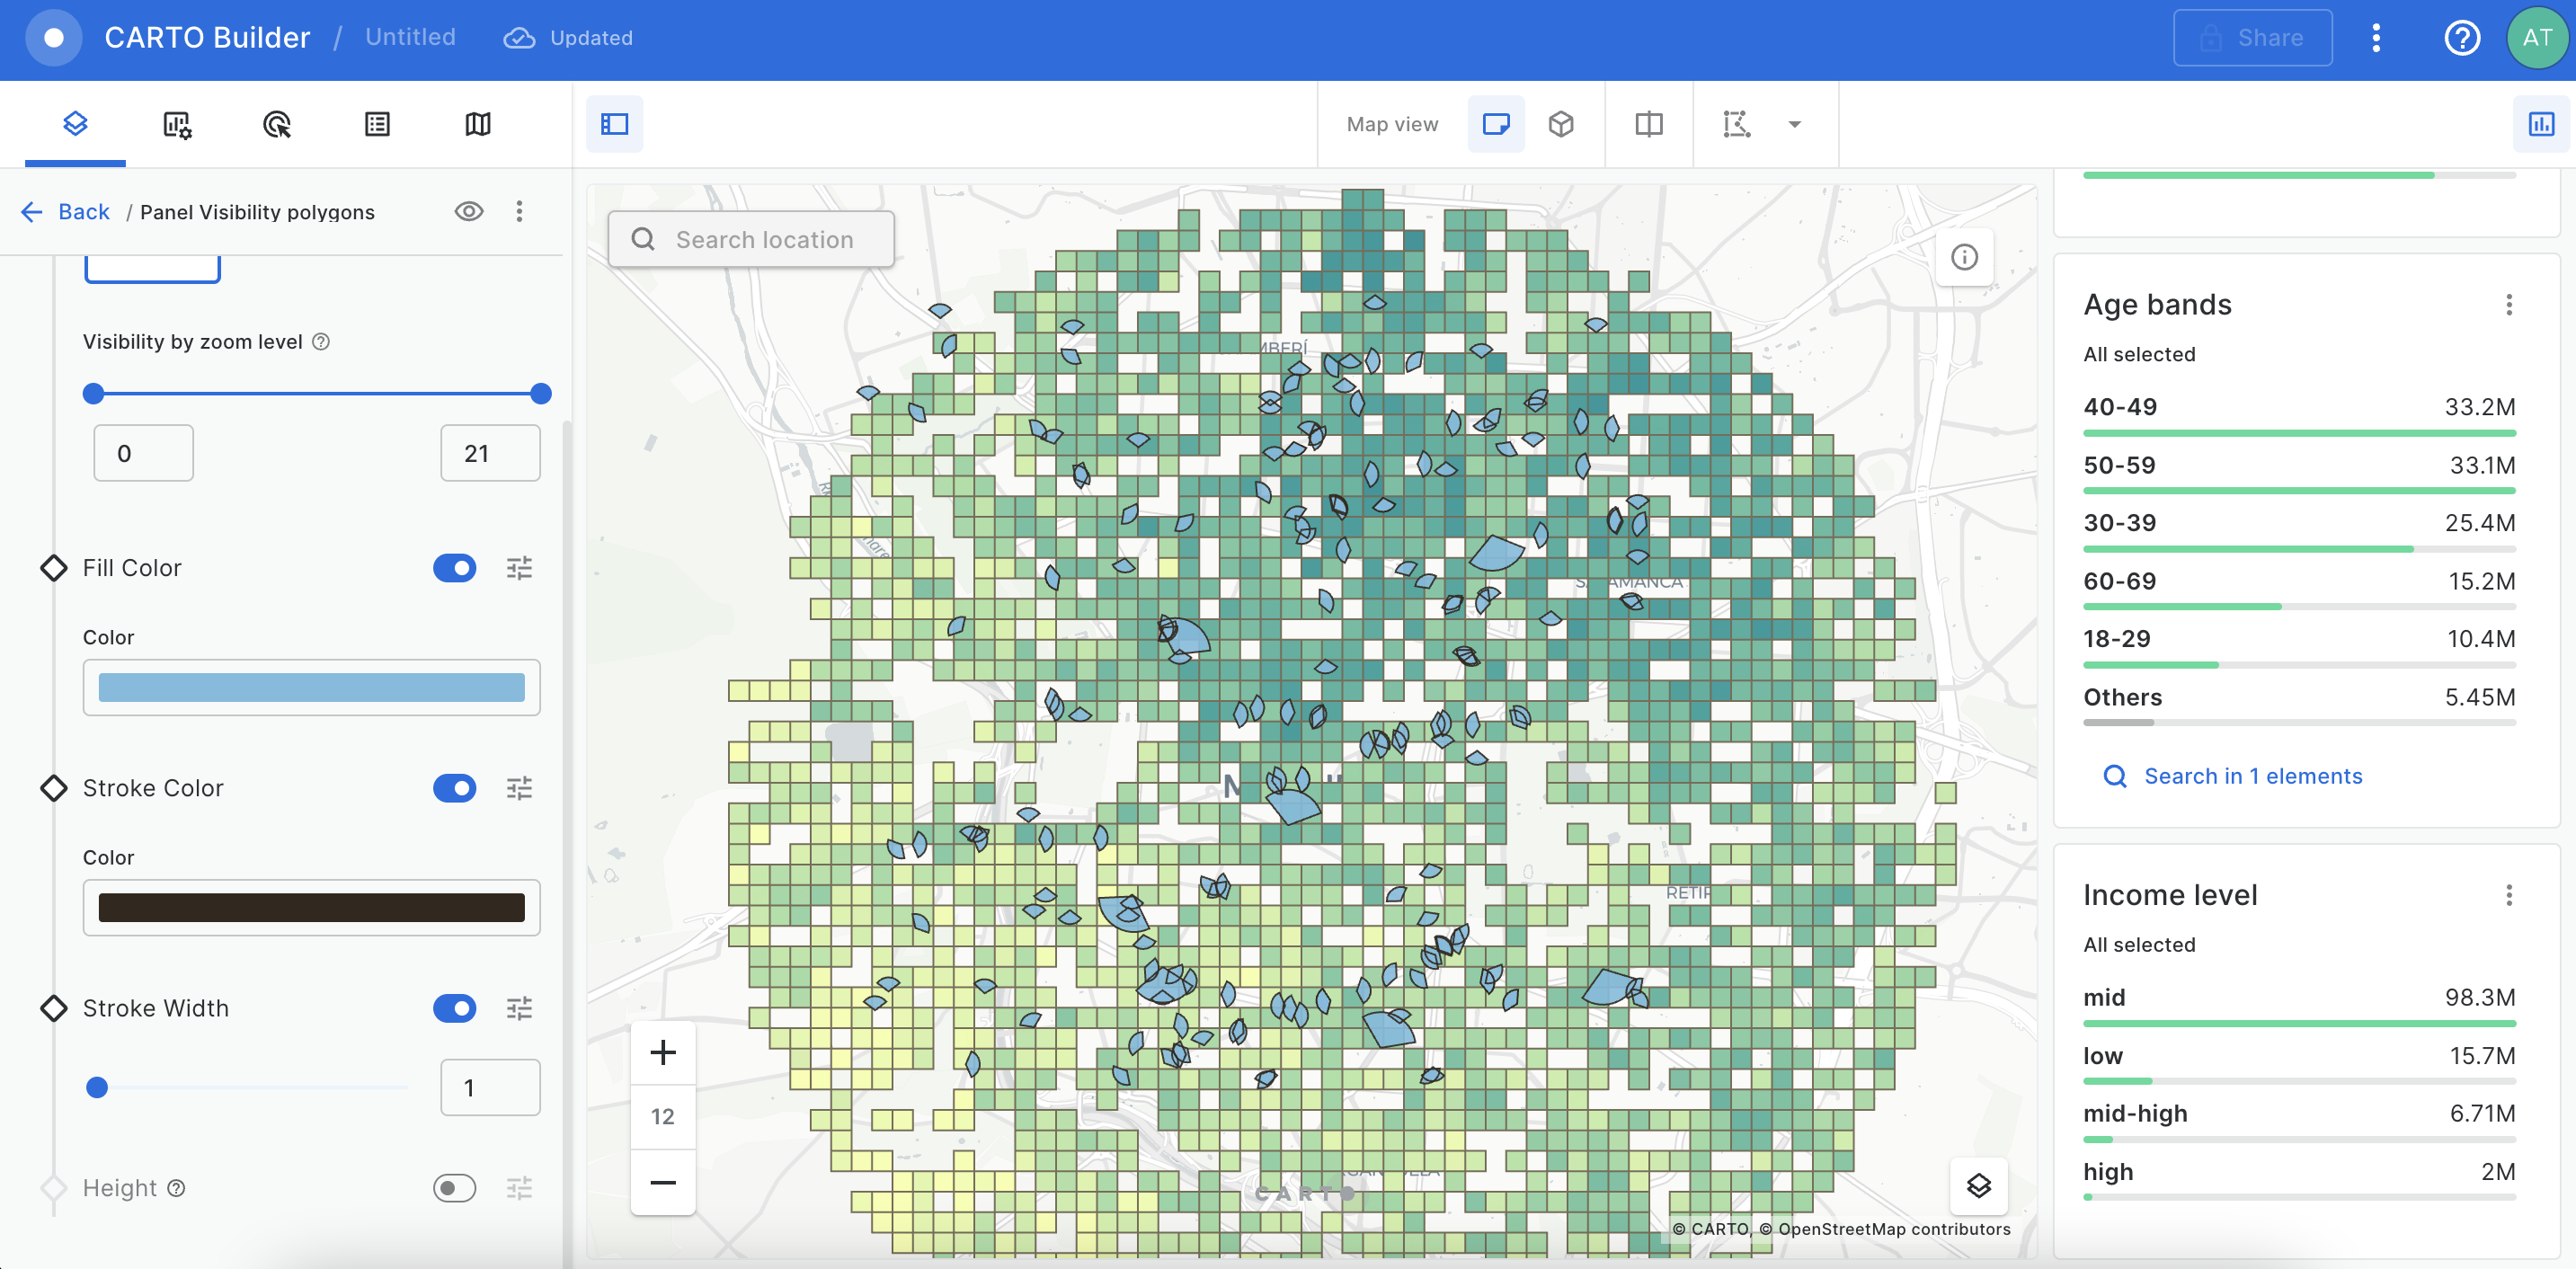 CARTO Builder / Untitled Updated
Share
AT
Map view
Back / Panel Visibility polygons
Search location
Visibility by zoom level
0
21
Fill Color
Color
Stroke Color
Color
Stroke Width
1
Height
12
SALAMANCA
CARTO
© CARTO, © OpenStreetMap contributors
Age bands
All selected
40-49 33.2M
50-59 33.1M
30-39 25.4M
60-69 15.2M
18-29 10.4M
Others 5.45M
Search in 1 elements
Income level
All selected
mid 98.3M
low 15.7M
mid-high 6.71M
high 2M